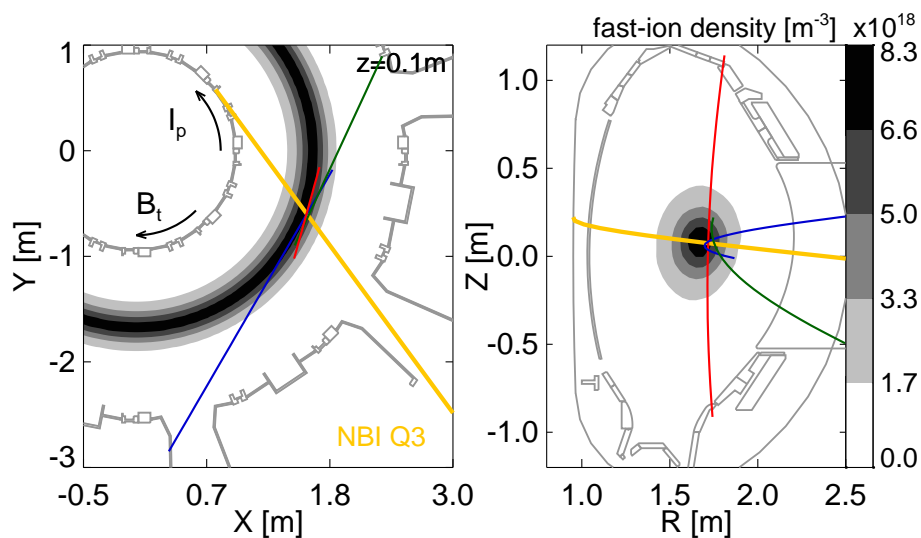 fast-ion density [m-3] x10^18
1
0
-1
-2
-3
Y [m]
-0.5
0.7
1.8
3.0
X [m]
z=0.1m
Ip
Bt
NBI Q3
1.0
0.5
0.0
-0.5
-1.0
Z [m]
1.0
1.5
2.0
2.5
R [m]
8.3
6.6
5.0
3.3
1.7
0.0